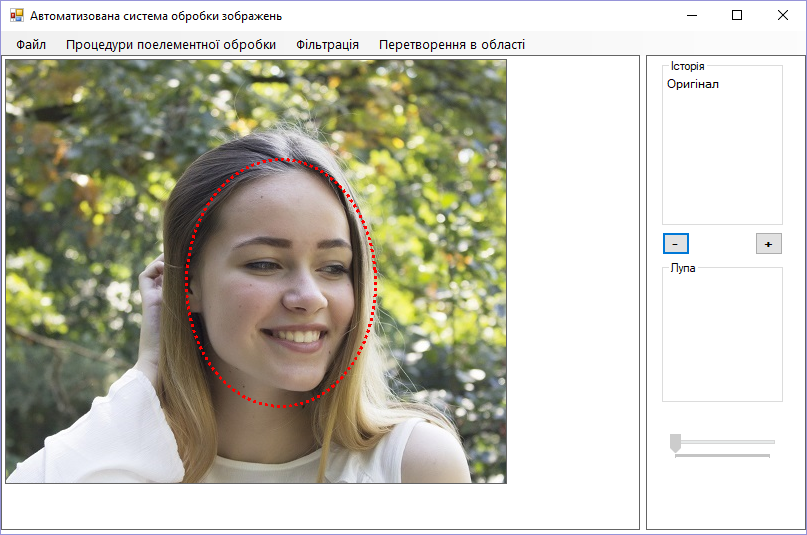 Автоматизована система обробки зображень
Файл Процедури поелементної обробки Фільтрація Перетворення в області
Історія
Оригінал
- +
Лупа